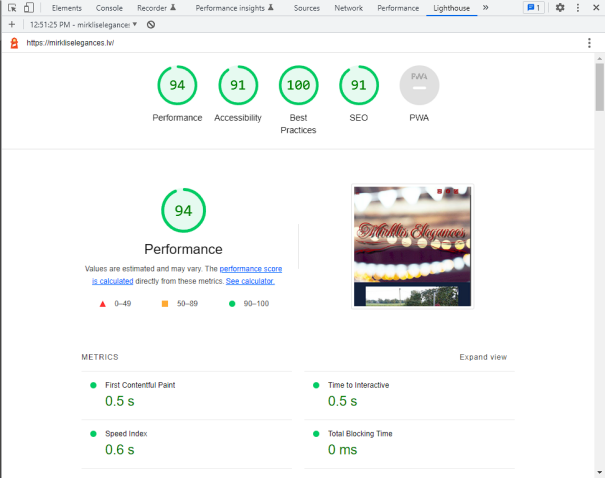 Elements Console Recorder Performance insights Sources Network Performance Lighthouse » 1
+ 12:51:25 PM - mirkliselegances
https://mirkliselegances.lv/
94 91 100 91 PWA
Performance Accessibility Best Practices SEO PWA
94
Performance
Values are estimated and may vary. The performance score
is calculated directly from these metrics. See calculator.
0–49 50–89 90–100
Mirklis Elegances
METRICS Expand view
First Contentful Paint Time to Interactive
0.5 s 0.5 s
Speed Index Total Blocking Time
0.6 s 0 ms